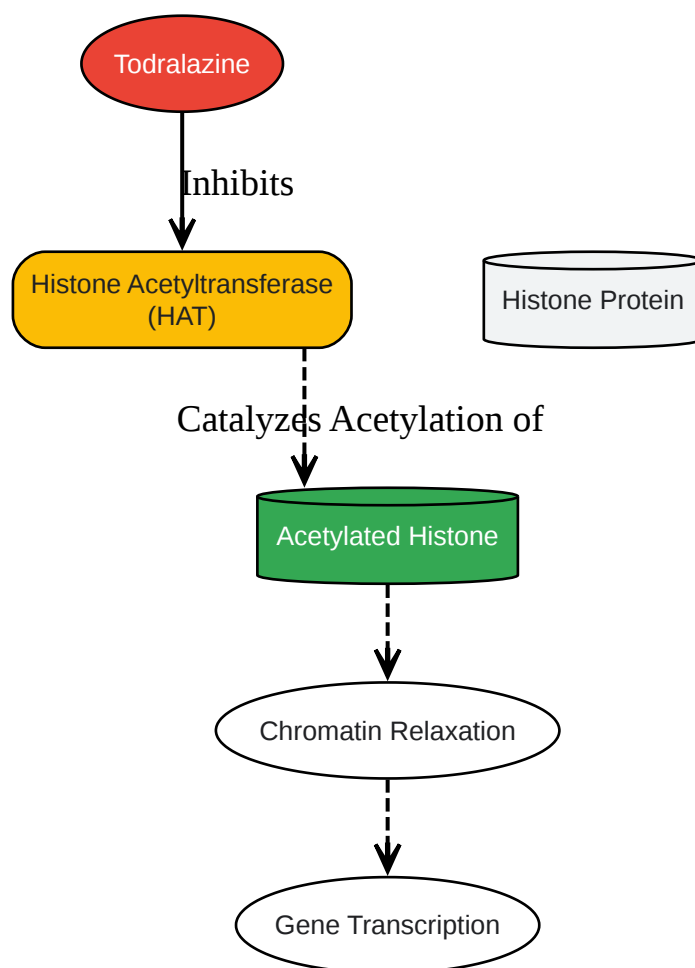 Todralazine
Inhibits
Histone Acetyltransferase
(HAT)
Histone Protein
Catalyzes Acetylation of
Acetylated Histone
Chromatin Relaxation
Gene Transcription